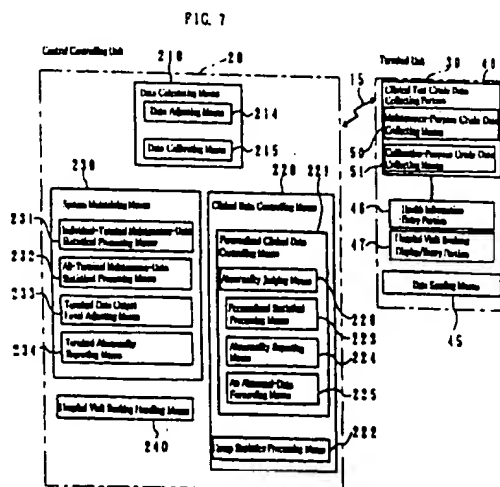 FIG. 7
Central Controlling Unit
20
210
Data Calculating Means
Data Adjusting Means
214
Data Calibrating Means
215
15
Terminal Unit
30
40
Clinical Test Crude Data
Collecting Portion
Maintenance-Purpose Crude Data
Collecting Means
50
Calibration-Purpose Crude Data
Collecting Means
51
46
Health Information
Entry Portion
47
Hospital Visit Booking
Display/Entry Portion
Data Sending Means
45
230
System Maintaining Means
231
Individual-Terminal Maintenance-Data
Statistical Processing Means
232
All-Terminal Maintenance-Data
Statistical Processing Means
233
Terminal Data Output
Level Adjusting Means
234
Terminal Abnormality
Reporting Means
Hospital Visit Booking Handling Means
240
220
221
Clinical Data Controlling Means
Personalized Clinical Data
Controlling Means
Abnormality Judging Means
226
Personalized Statistical
Processing Means
223
Abnormality Reporting
Means
224
An Abnormal-Data
Forwarding Means
225
Group Statistics Processing Means
222